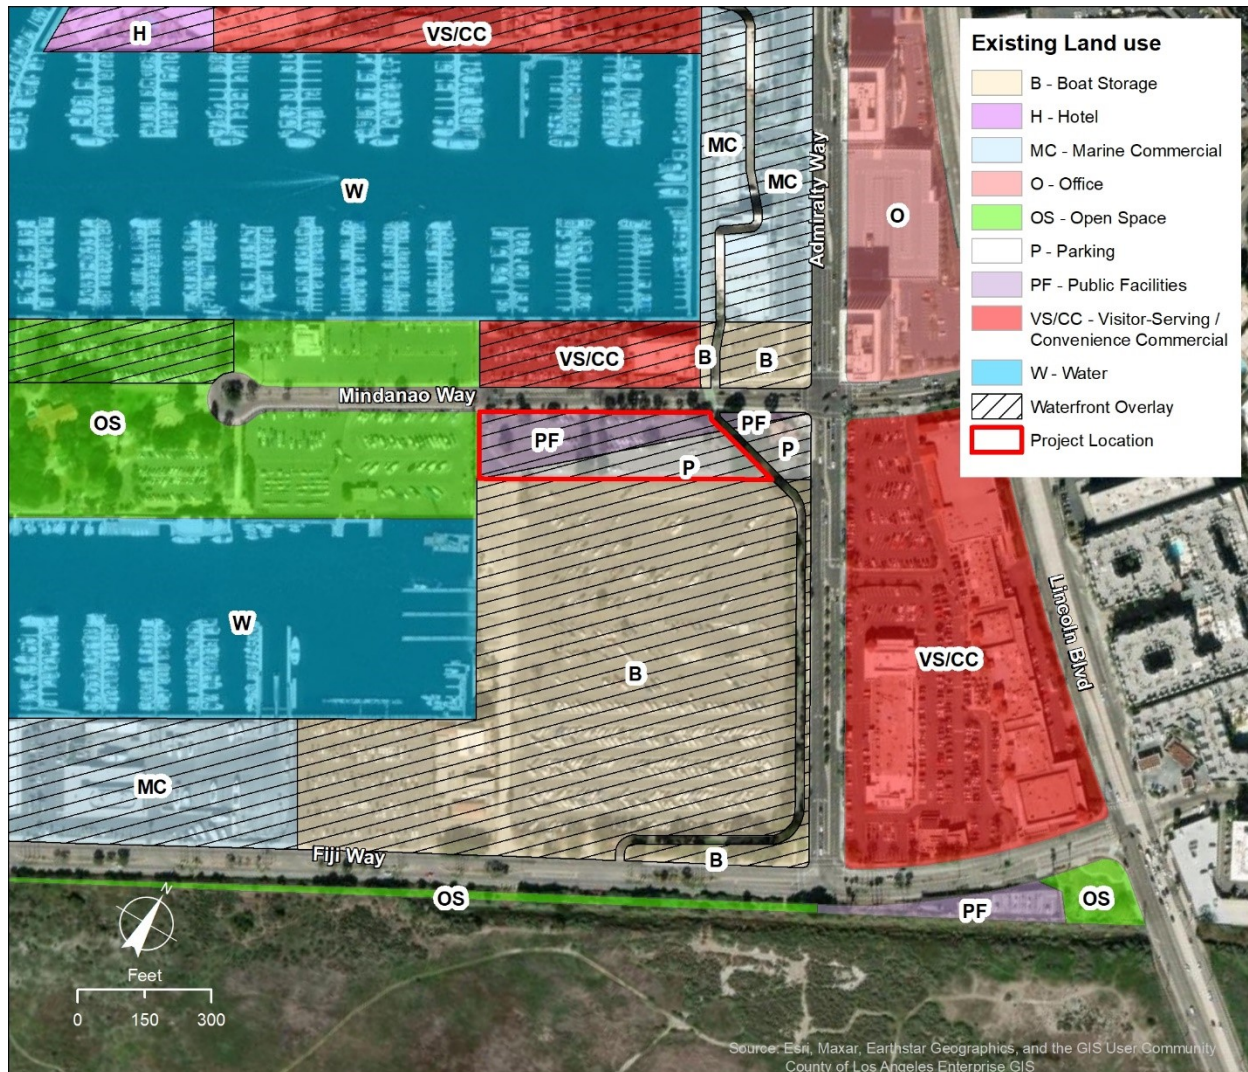 H
VS/CC
MC
MC
W
O
Admiralty Way
Existing Land use
B - Boat Storage
H - Hotel
MC - Marine Commercial
O - Office
OS - Open Space
P - Parking
PF - Public Facilities
VS/CC - Visitor-Serving /
Convenience Commercial
W - Water
Waterfront Overlay
Project Location
VS/CC
B
B
Mindanao Way
OS
PF
PF
P
P
W
B
VS/CC
Lincoln Blvd
MC
Fiji Way
B
OS
PF
OS
N
Feet
0 150 300
Source: Esri, Maxar, Earthstar Geographics, and the GIS User Community
County of Los Angeles Enterprise GIS